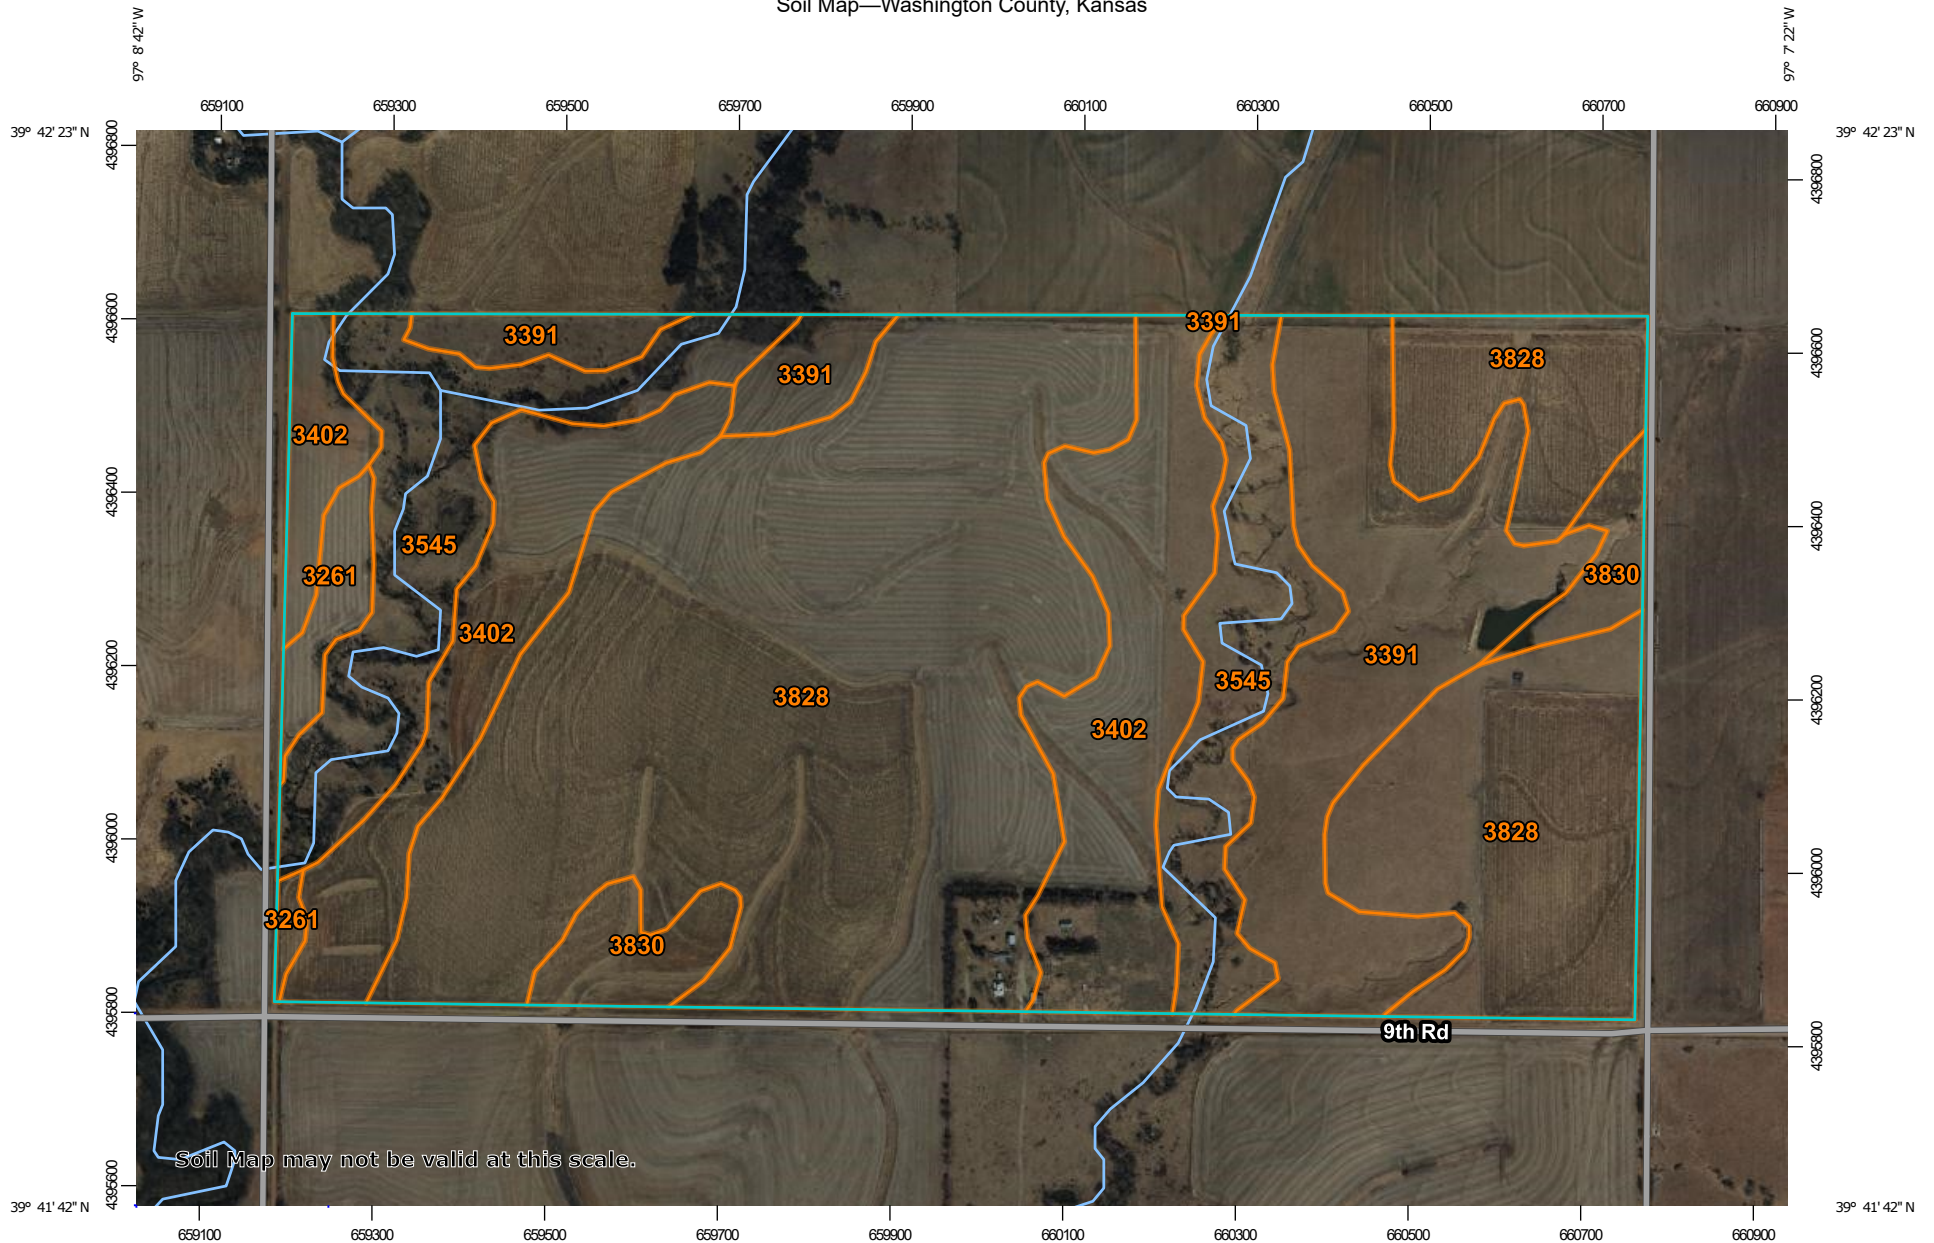 Soil Map—Washington County, Kansas
97° 8' 42'' W
97° 7' 22'' W
659100 659300 659500 659700 659900 660100 660300 660500 660700 660900
39° 42' 23'' N
39° 42' 23'' N
4396800
4396800
4396600
4396600
4396400
4396400
4396200
4396200
4396000
4396000
4395800
4395800
4395600
3391
3391
3391
3828
3402
3545
3261
3830
3402
3391
3545
3828
3402
3828
3261
3830
9th Rd
Soil Map may not be valid at this scale.
39° 41' 42'' N
39° 41' 42'' N
659100 659300 659500 659700 659900 660100 660300 660500 660700 660900